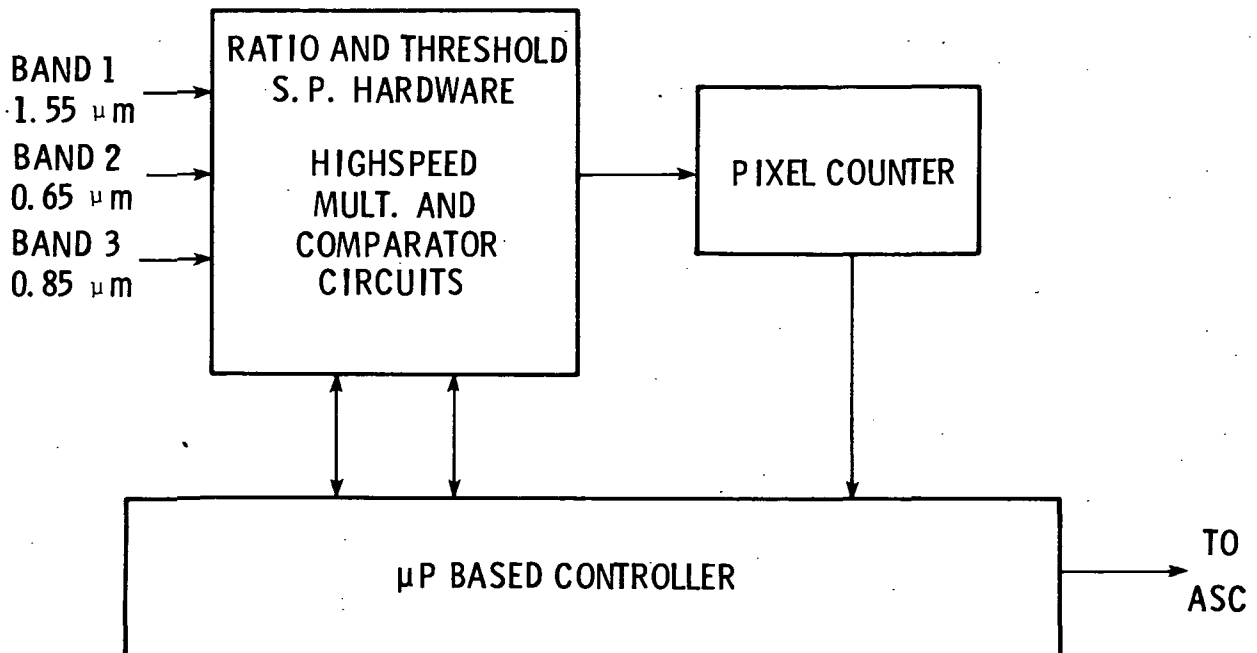 BAND 1
1.55 μm
BAND 2
0.65 μm
BAND 3
0.85 μm
RATIO AND THRESHOLD
S. P. HARDWARE
HIGHSPEED
MULT. AND
COMPARATOR
CIRCUITS
PIXEL COUNTER
μP BASED CONTROLLER
TO
ASC